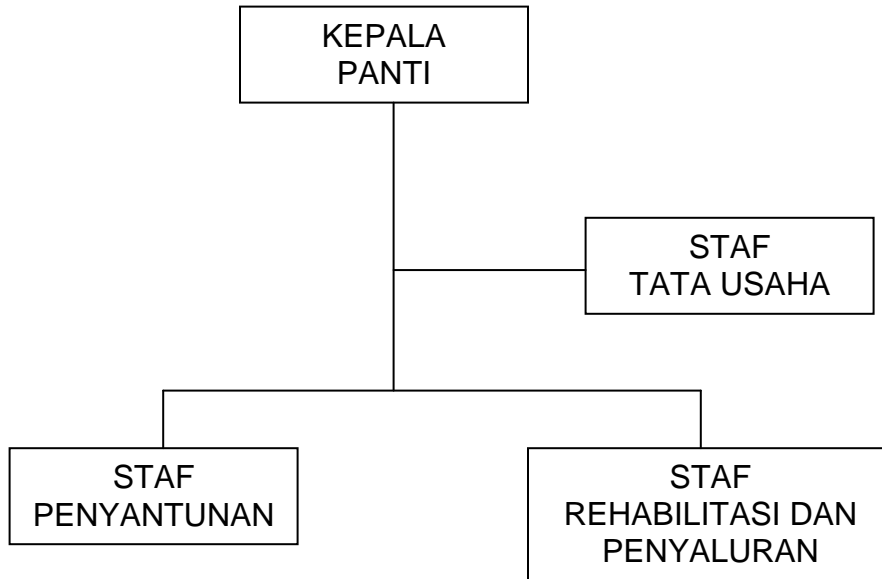 KEPALA
PANTI
STAF
TATA USAHA
STAF
PENYANTUNAN
STAF
REHABILITASI DAN
PENYALURAN